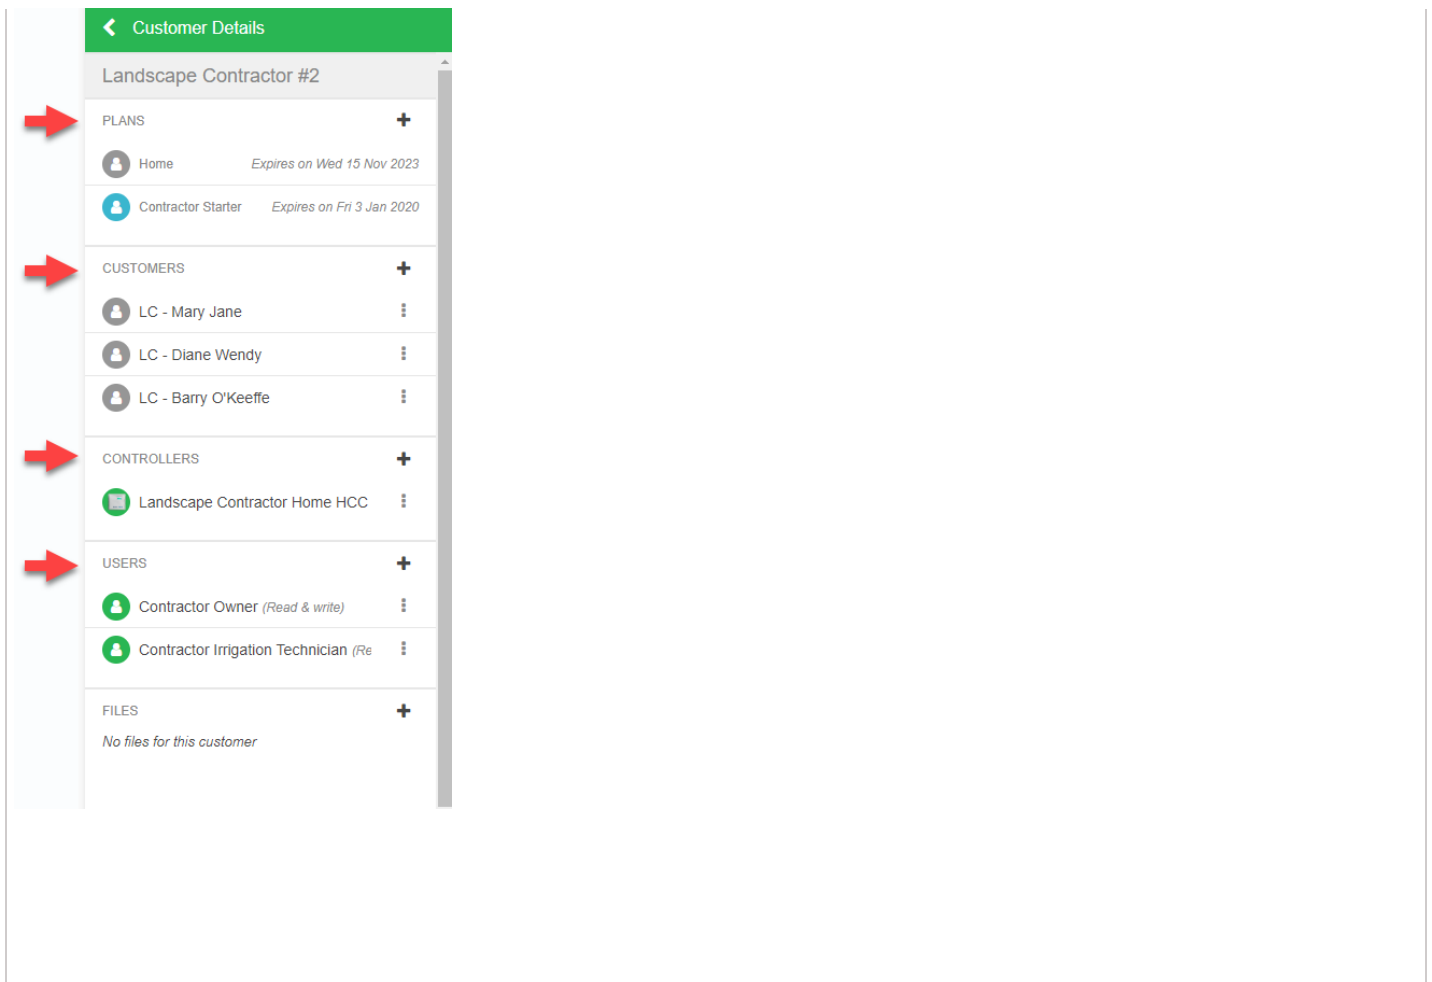 Customer Details
Landscape Contractor #2
PLANS
Home Expires on Wed 15 Nov 2023
Contractor Starter Expires on Fri 3 Jan 2020
CUSTOMERS
LC - Mary Jane
LC - Diane Wendy
LC - Barry O'Keeffe
CONTROLLERS
Landscape Contractor Home HCC
USERS
Contractor Owner (Read & write)
Contractor Irrigation Technician (Re
FILES
No files for this customer